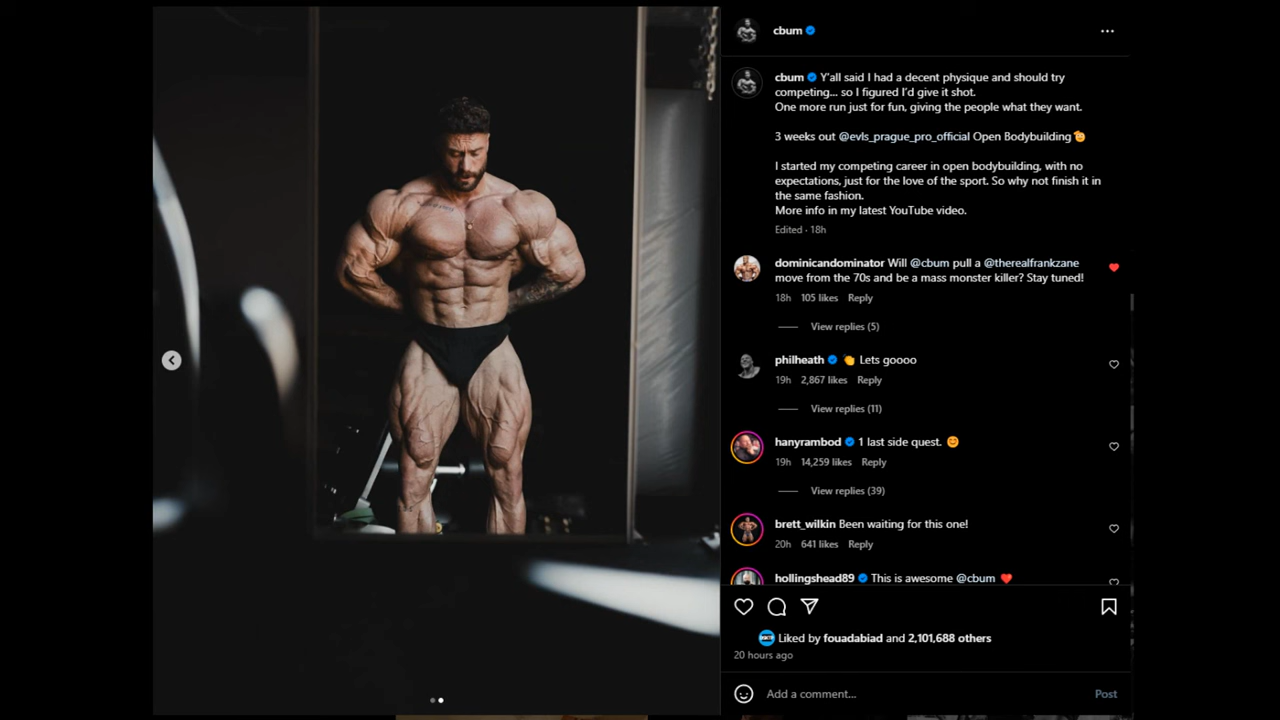 cbum
cbum Y'all said I had a decent physique and should try
competing... so I figured I'd give it shot.
One more run just for fun, giving the people what they want.
3 weeks out @evls_prague_pro_official Open Bodybuilding🫡
I started my competing career in open bodybuilding, with no
expectations, just for the love of the sport. So why not finish it in
the same fashion.
More info in my latest YouTube video.
Edited · 18h
dominicandominator Will @cbum pull a @therealfrankzane
move from the 70s and be a mass monster killer? Stay tuned!
18h 105 likes Reply
View replies (5)
philheath 👏 Lets goooo
19h 2,867 likes Reply
View replies (11)
hanyrambod 1 last side quest. 😊
19h 14,259 likes Reply
View replies (39)
brett_wilkin Been waiting for this one!
20h 641 likes Reply
hollingshead89 This is awesome @cbum ❤️
Liked by fouadabiad and 2,101,688 others
20 hours ago
Add a comment...
Post